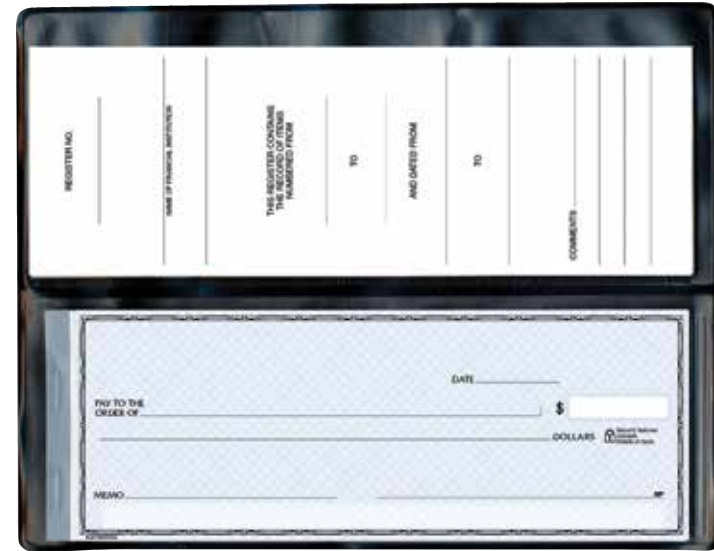 REGISTER NO.
NAME OF FINANCIAL INSTITUTION
THIS REGISTER CONTAINS
THE RECORD OF ITEMS
NUMBERED FROM
TO
AND DATED FROM
TO
COMMENTS
DATE
PAY TO THE
ORDER OF
$
DOLLARS
MEMO
MP